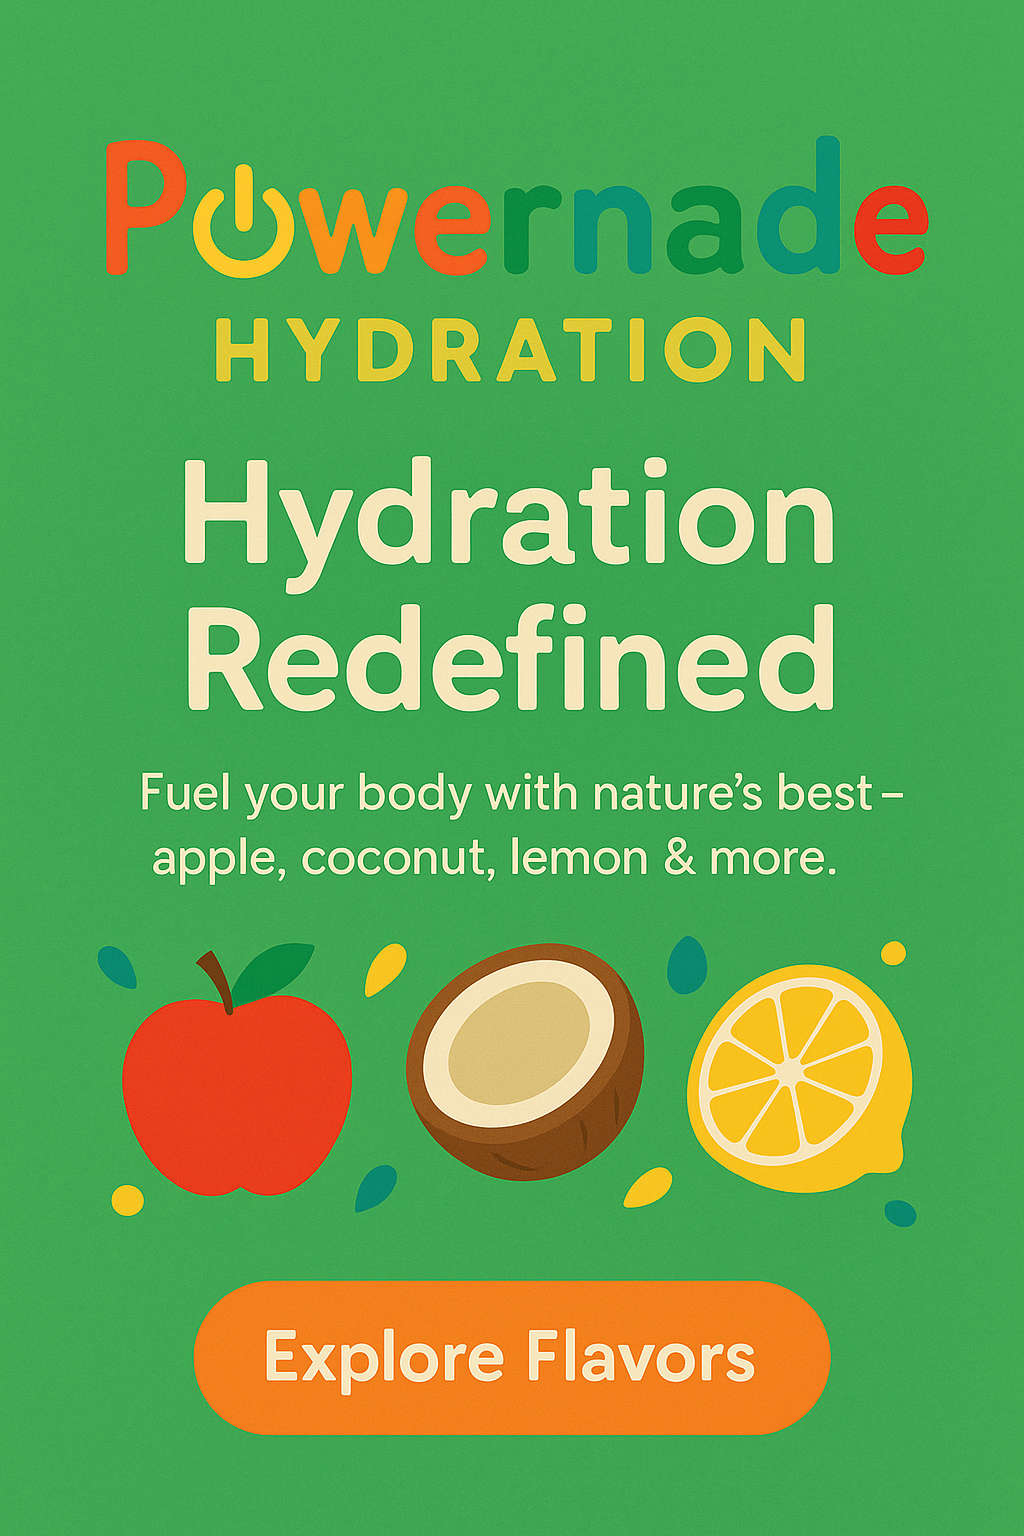 Powernade
HYDRATION
Hydration
Redefined
Fuel your body with nature’s best –
apple, coconut, lemon & more.
Explore Flavors